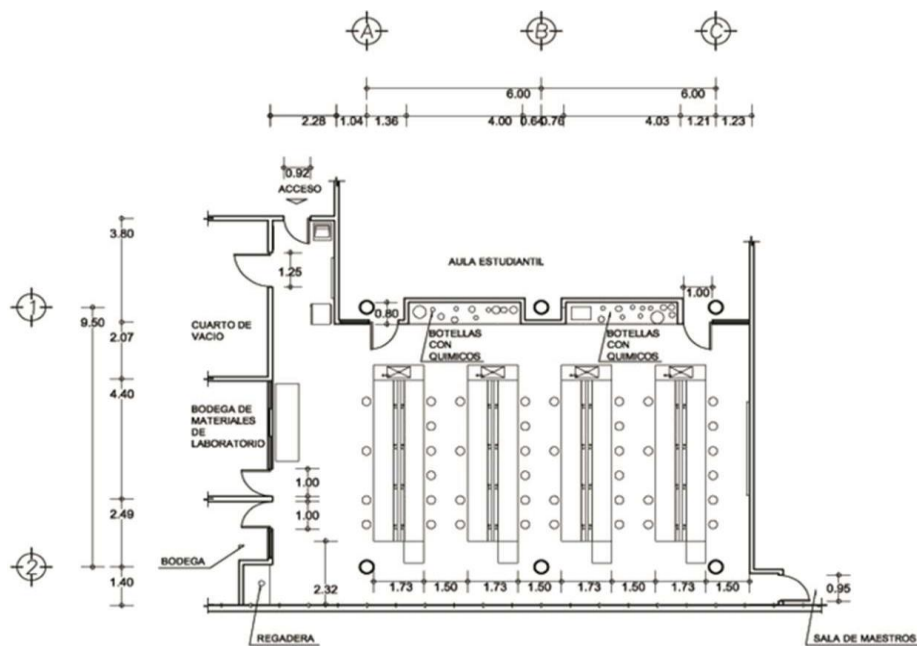 A B C
6.00 6.00
2.28 1.04 1.36 4.00 0.64 0.76 4.03 1.21 1.23
0.92
ACCESO
3.80
AULA ESTUDIANTIL
1.25
1.00
1
0.80
9.50
CUARTO DE
VACIO
2.07
BOTELLAS
CON
QUIMICOS
BOTELLAS
CON
QUIMICOS
4.40
BODEGA DE
MATERIALES
DE
LABORATORIO
1.00
2.49
1.00
BODEGA
2
1.40
2.32
1.73 1.50 1.73 1.50 1.73 1.50 1.73 1.50
0.95
REGADERA
SALA DE MAESTROS